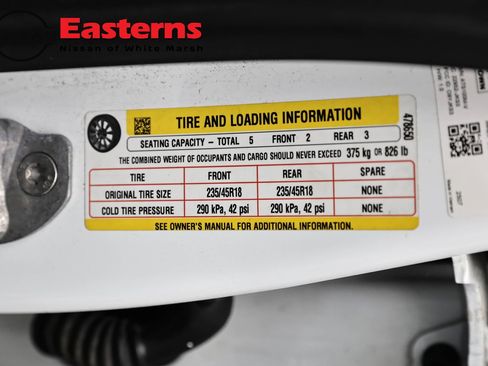 Easterns
Nissan of White Marsh
TIRE AND LOADING INFORMATION
478650
SEATING CAPACITY – TOTAL 5 FRONT 2 REAR 3
THE COMBINED WEIGHT OF OCCUPANTS AND CARGO SHOULD NEVER EXCEED 375 kg OR 826 lb
TIRE FRONT REAR SPARE
ORIGINAL TIRE SIZE 235/45R18 235/45R18 NONE
COLD TIRE PRESSURE 290 kPa, 42 psi 290 kPa, 42 psi NONE
SEE OWNER'S MANUAL FOR ADDITIONAL INFORMATION.